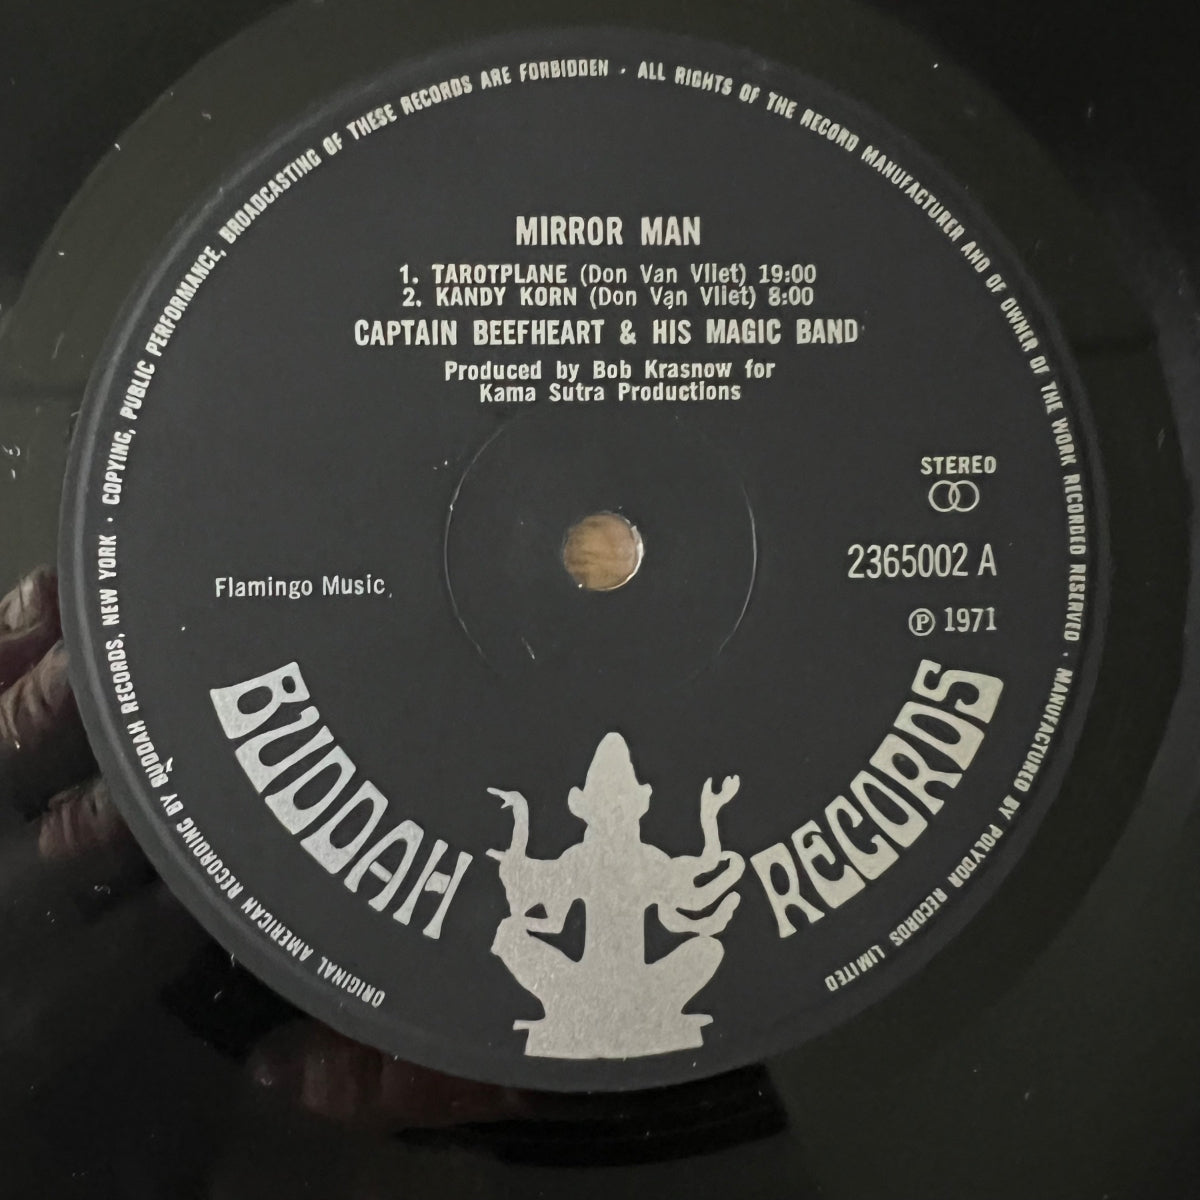 ORIGINAL AMERICAN RECORDING BY BUDDAH RECORDS, NEW YORK · COPYING, PUBLIC PERFORMANCE, BROADCASTING OF THESE RECORDS ARE FORBIDDEN · ALL RIGHTS OF THE RECORD MANUFACTURER AND OF OWNER OF THE WORK RECORDED RESERVED · MANUFACTURED BY POLYDOR RECORDS LIMITED
MIRROR MAN
1. TAROTPLANE (Don Van Vliet) 19:00
2. KANDY KORN (Don Van Vliet) 8:00
CAPTAIN BEEFHEART & HIS MAGIC BAND
Produced by Bob Krasnow for
Kama Sutra Productions
STEREO
2365002 A
Flamingo Music
℗ 1971
BUDDAH RECORDS